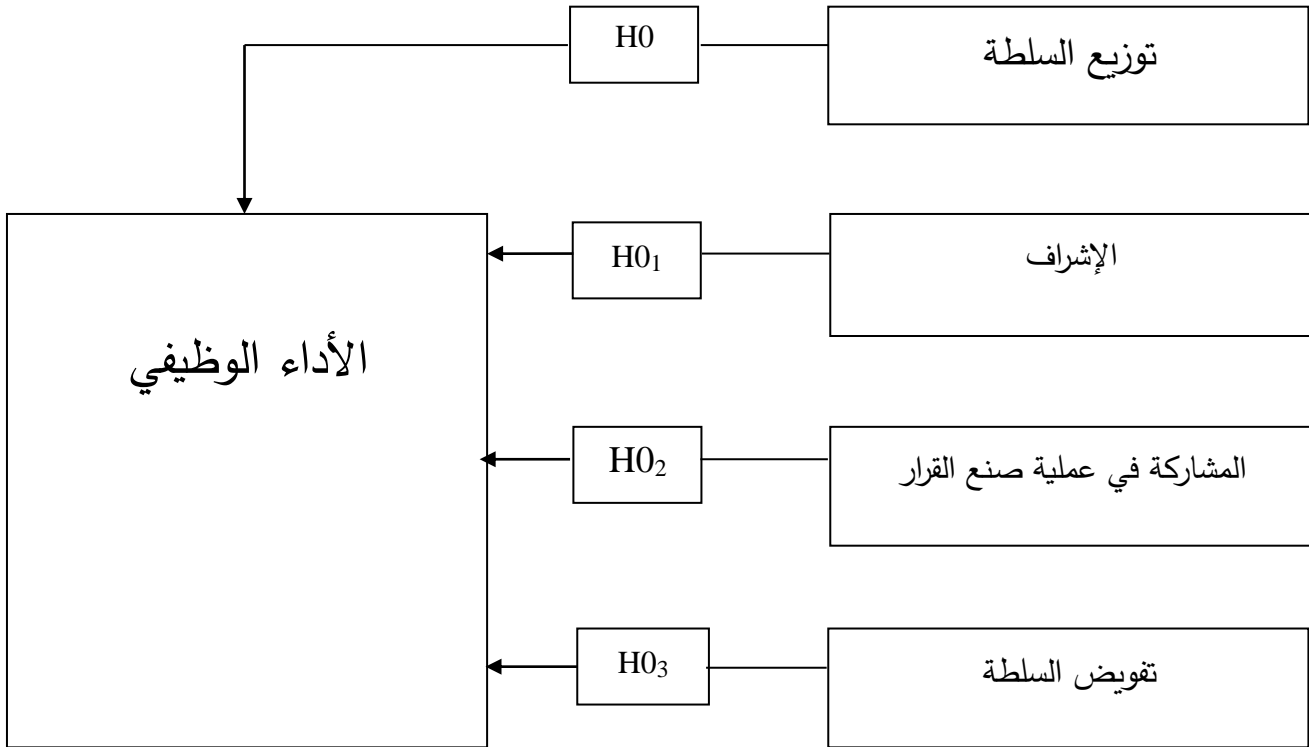 توزيع السلطة
H0
الإشراف
H0₁
الأداء الوظيفي
المشاركة في عملية صنع القرار
H0₂
تفويض السلطة
H0₃